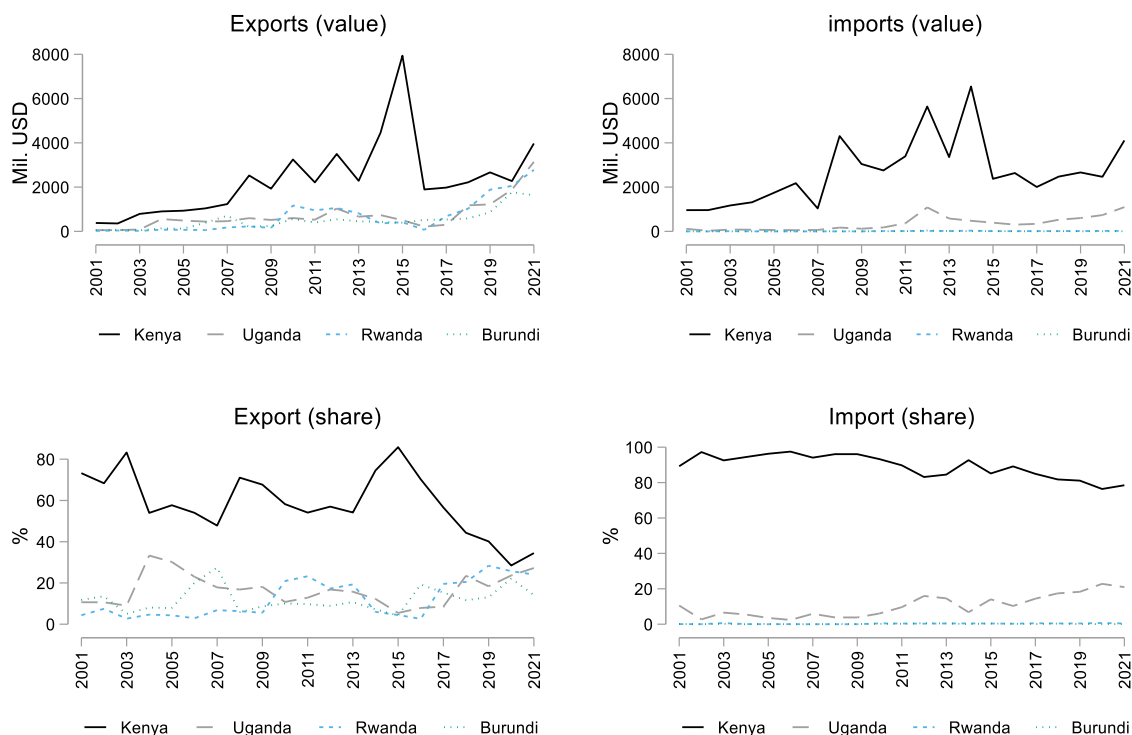 Exports (value)
Mil. USD
8000
6000
4000
2000
0
2001 2003 2005 2007 2009 2011 2013 2015 2017 2019 2021
Kenya Uganda Rwanda Burundi
imports (value)
Mil. USD
8000
6000
4000
2000
0
2001 2003 2005 2007 2009 2011 2013 2015 2017 2019 2021
Kenya Uganda Rwanda Burundi
Export (share)
%
80
60
40
20
0
2001 2003 2005 2007 2009 2011 2013 2015 2017 2019 2021
Kenya Uganda Rwanda Burundi
Import (share)
%
100
80
60
40
20
0
2001 2003 2005 2007 2009 2011 2013 2015 2017 2019 2021
Kenya Uganda Rwanda Burundi